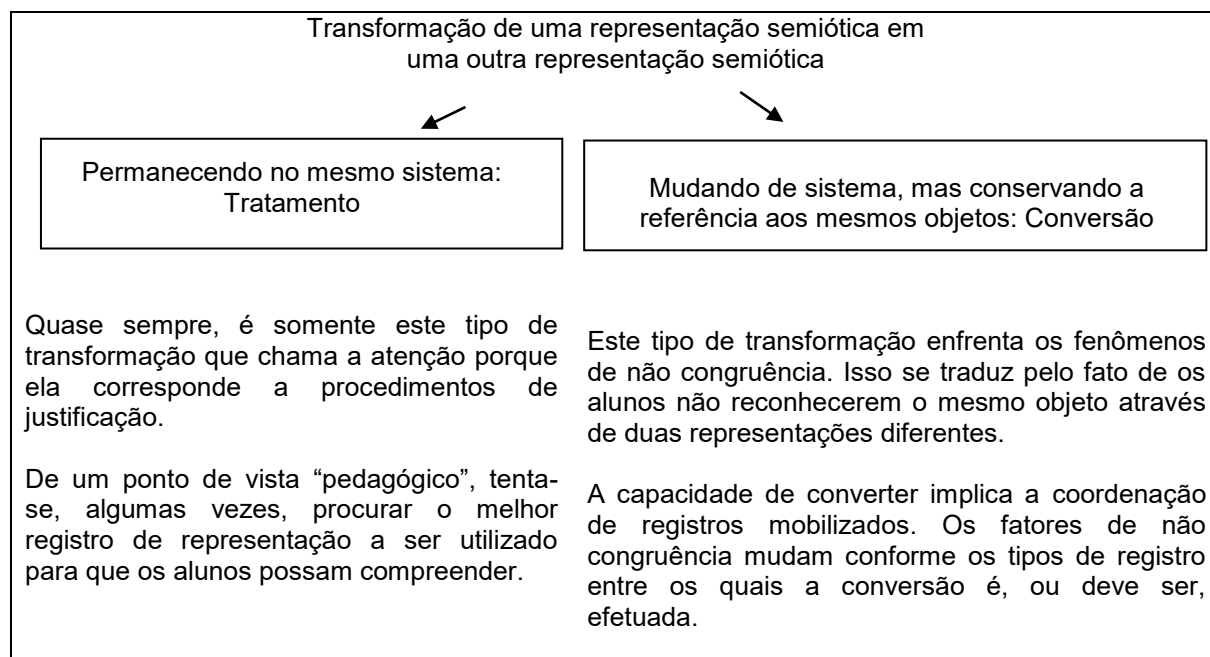 Transformação de uma representação semiótica em
uma outra representação semiótica
Permanecendo no mesmo sistema:
Tratamento
Mudando de sistema, mas conservando a
referência aos mesmos objetos: Conversão
Quase sempre, é somente este tipo de
transformação que chama a atenção porque
ela corresponde a procedimentos de
justificação.
De um ponto de vista “pedagógico”, tenta-
se, algumas vezes, procurar o melhor
registro de representação a ser utilizado
para que os alunos possam compreender.
Este tipo de transformação enfrenta os fenômenos
de não congruência. Isso se traduz pelo fato de os
alunos não reconhecerem o mesmo objeto através
de duas representações diferentes.
A capacidade de converter implica a coordenação
de registros mobilizados. Os fatores de não
congruência mudam conforme os tipos de registro
entre os quais a conversão é, ou deve ser,
efetuada.